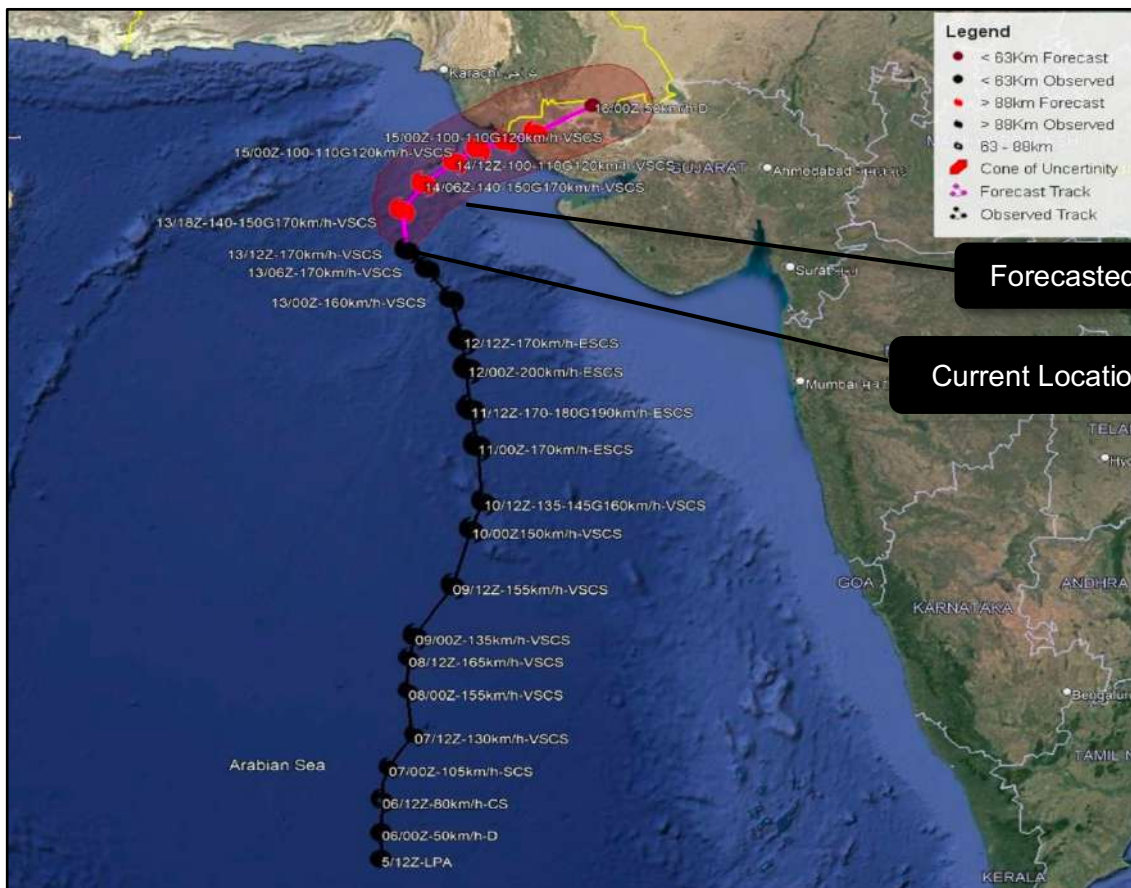 Legend
< 63Km Forecast
< 63Km Observed
> 88km Forecast
> 88Km Observed
63 - 88km
Cone of Uncertinity
Forecast Track
Observed Track
Karachi
16/00Z-50km/h-D
15/00Z-100-110G120km/h-VSCS
15/00Z-100-110G120km/h-VSCS
14/12Z-100-110G120km/h-VSCS
GUJARAT
Ahmedabad
14/06Z-140-150G170km/h-VSCS
13/18Z-140-150G170km/h-VSCS
13/12Z-170km/h-VSCS
13/06Z-170km/h-VSCS
Surat
Forecasted
13/00Z-160km/h-VSCS
12/12Z-170km/h-ESCS
12/00Z-200km/h-ESCS
Current Locatio
Mumbai
11/12Z-170-180G190km/h-ESCS
TELA
11/00Z-170km/h-ESCS
Hyd
10/12Z-135-145G160km/h-VSCS
10/00Z150km/h-VSCS
09/12Z-155km/h-VSCS
GOA
ANDHRA
KARNATAKA
09/00Z-135km/h-VSCS
08/12Z-165km/h-VSCS
08/00Z-155km/h-VSCS
Bengaluru
07/12Z-130km/h-VSCS
TAMIL N
Arabian Sea
07/00Z-105km/h-SCS
06/12Z-80km/h-CS
06/00Z-50km/h-D
5/12Z-LPA
KERALA